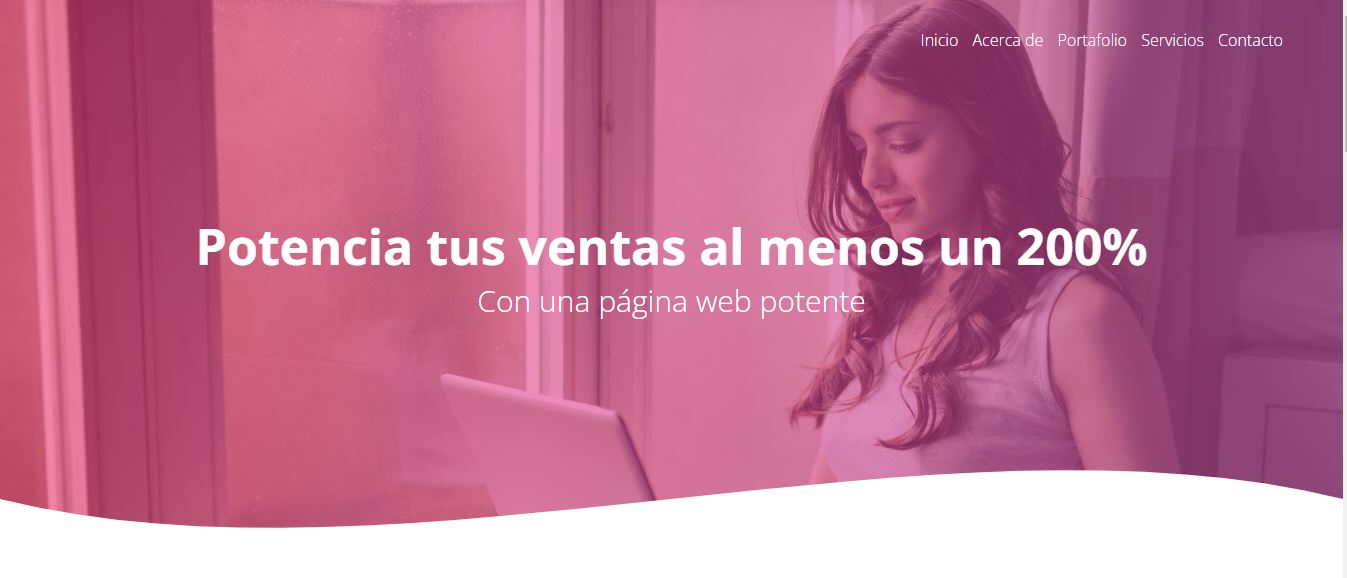 Inicio Acerca de Portafolio Servicios Contacto
Potencia tus ventas al menos un 200%
Con una página web potente